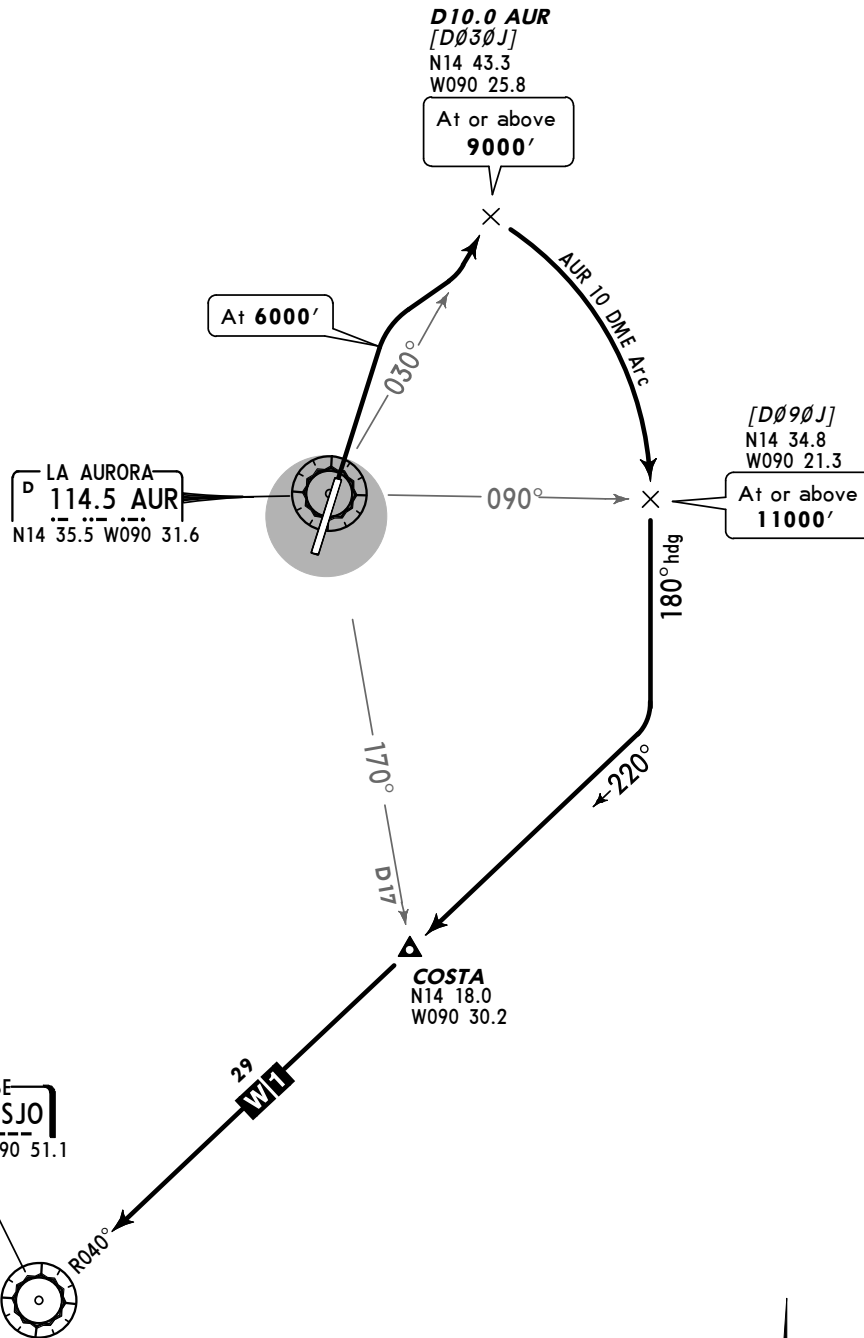 D10.0 AUR
[DØ3ØJ]
N14 43.3
W090 25.8
At or above
9000′
AUR 10 DME Arc
At 6000′
030°
[DØ9ØJ]
N14 34.8
W090 21.3
At or above
11000′
LA AURORA
D 114.5 AUR
N14 35.5 W090 31.6
090°
180°hdg
170°
220°
D17
COSTA
N14 18.0
W090 30.2
29
W1
SJO
90 51.1
R040°